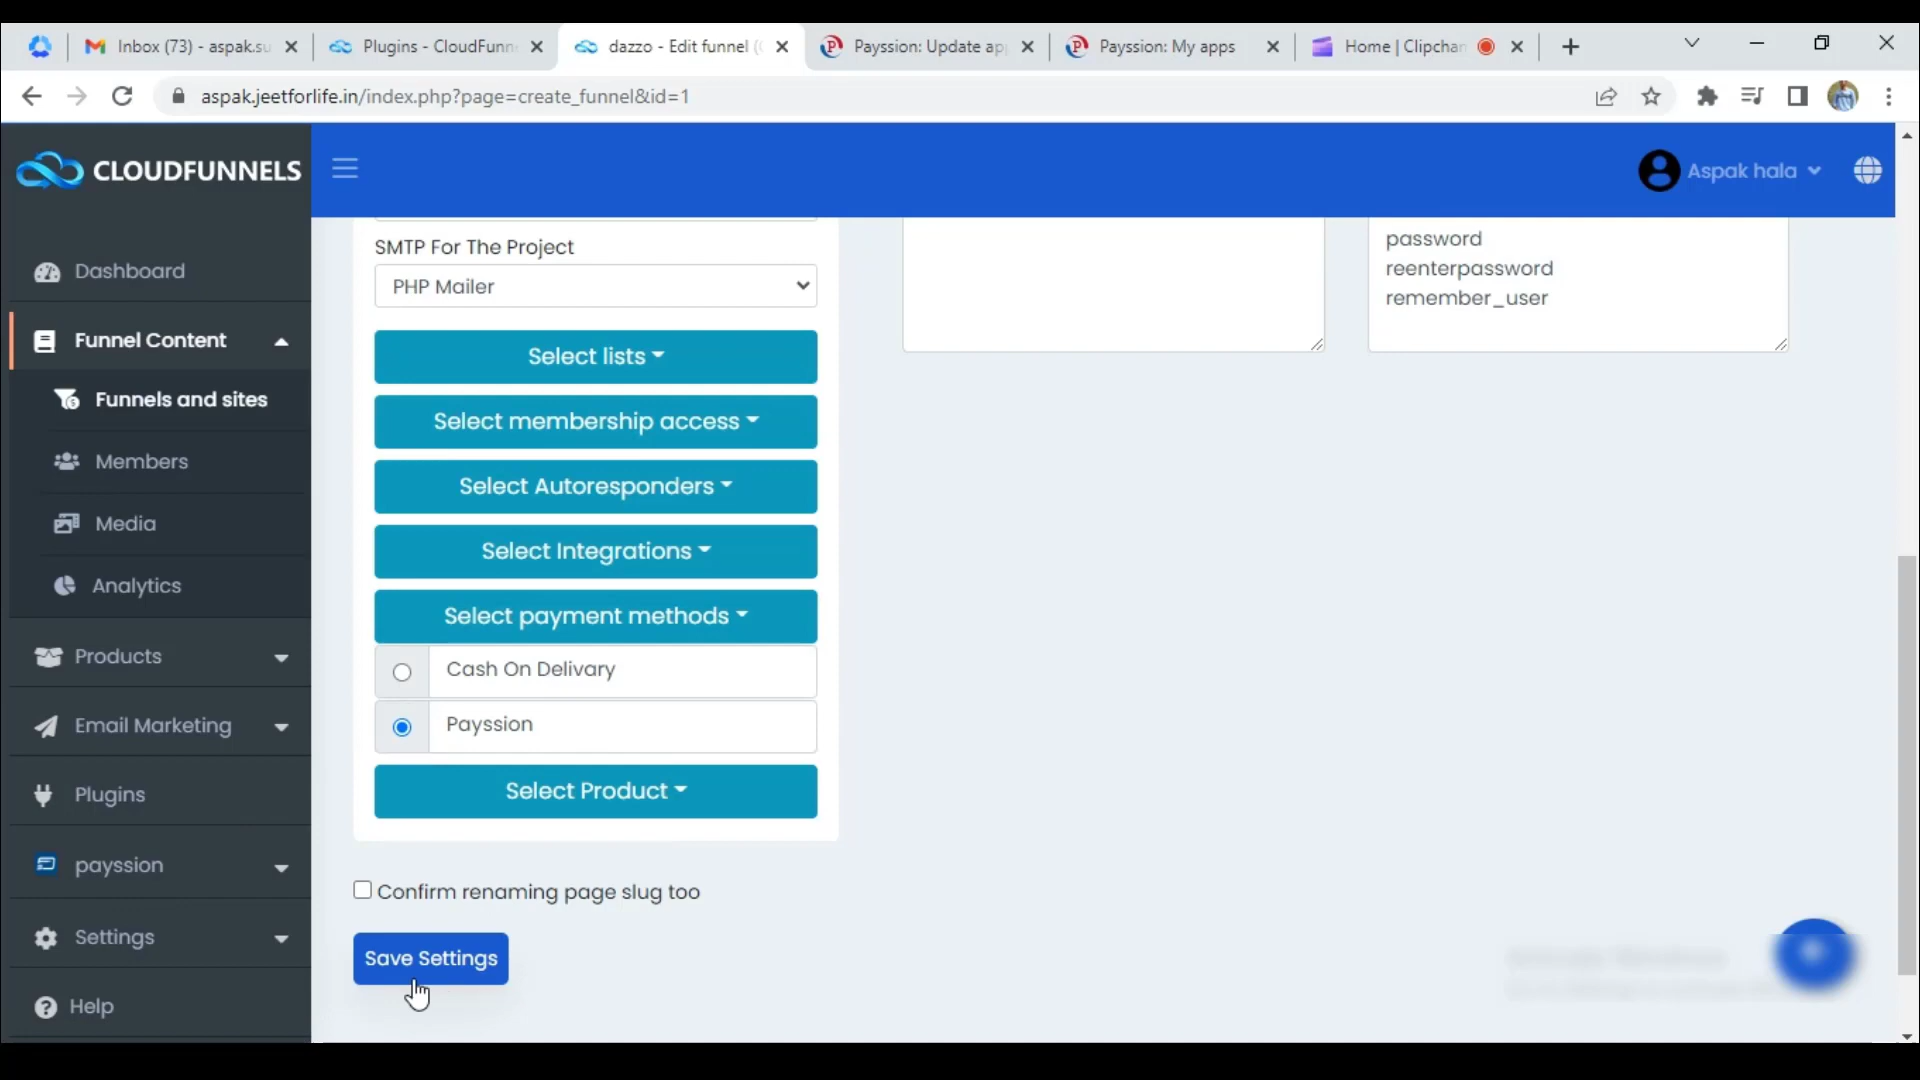 Inbox (73) - aspak.su
Plugins - CloudFunn
dazzo - Edit funnel (
Payssion: Update ap
Payssion: My apps
Home | Clipchan
aspak.jeetforlife.in/index.php?page=create_funnel&id=1
CLOUDFUNNELS
Aspak hala
Dashboard
Funnel Content
Funnels and sites
Members
Media
Analytics
Products
Email Marketing
Plugins
payssion
Settings
Help
SMTP For The Project
PHP Mailer
Select lists
Select membership access
Select Autoresponders
Select Integrations
Select payment methods
Cash On Delivary
Payssion
Select Product
Confirm renaming page slug too
Save Settings
password
reenterpassword
remember_user